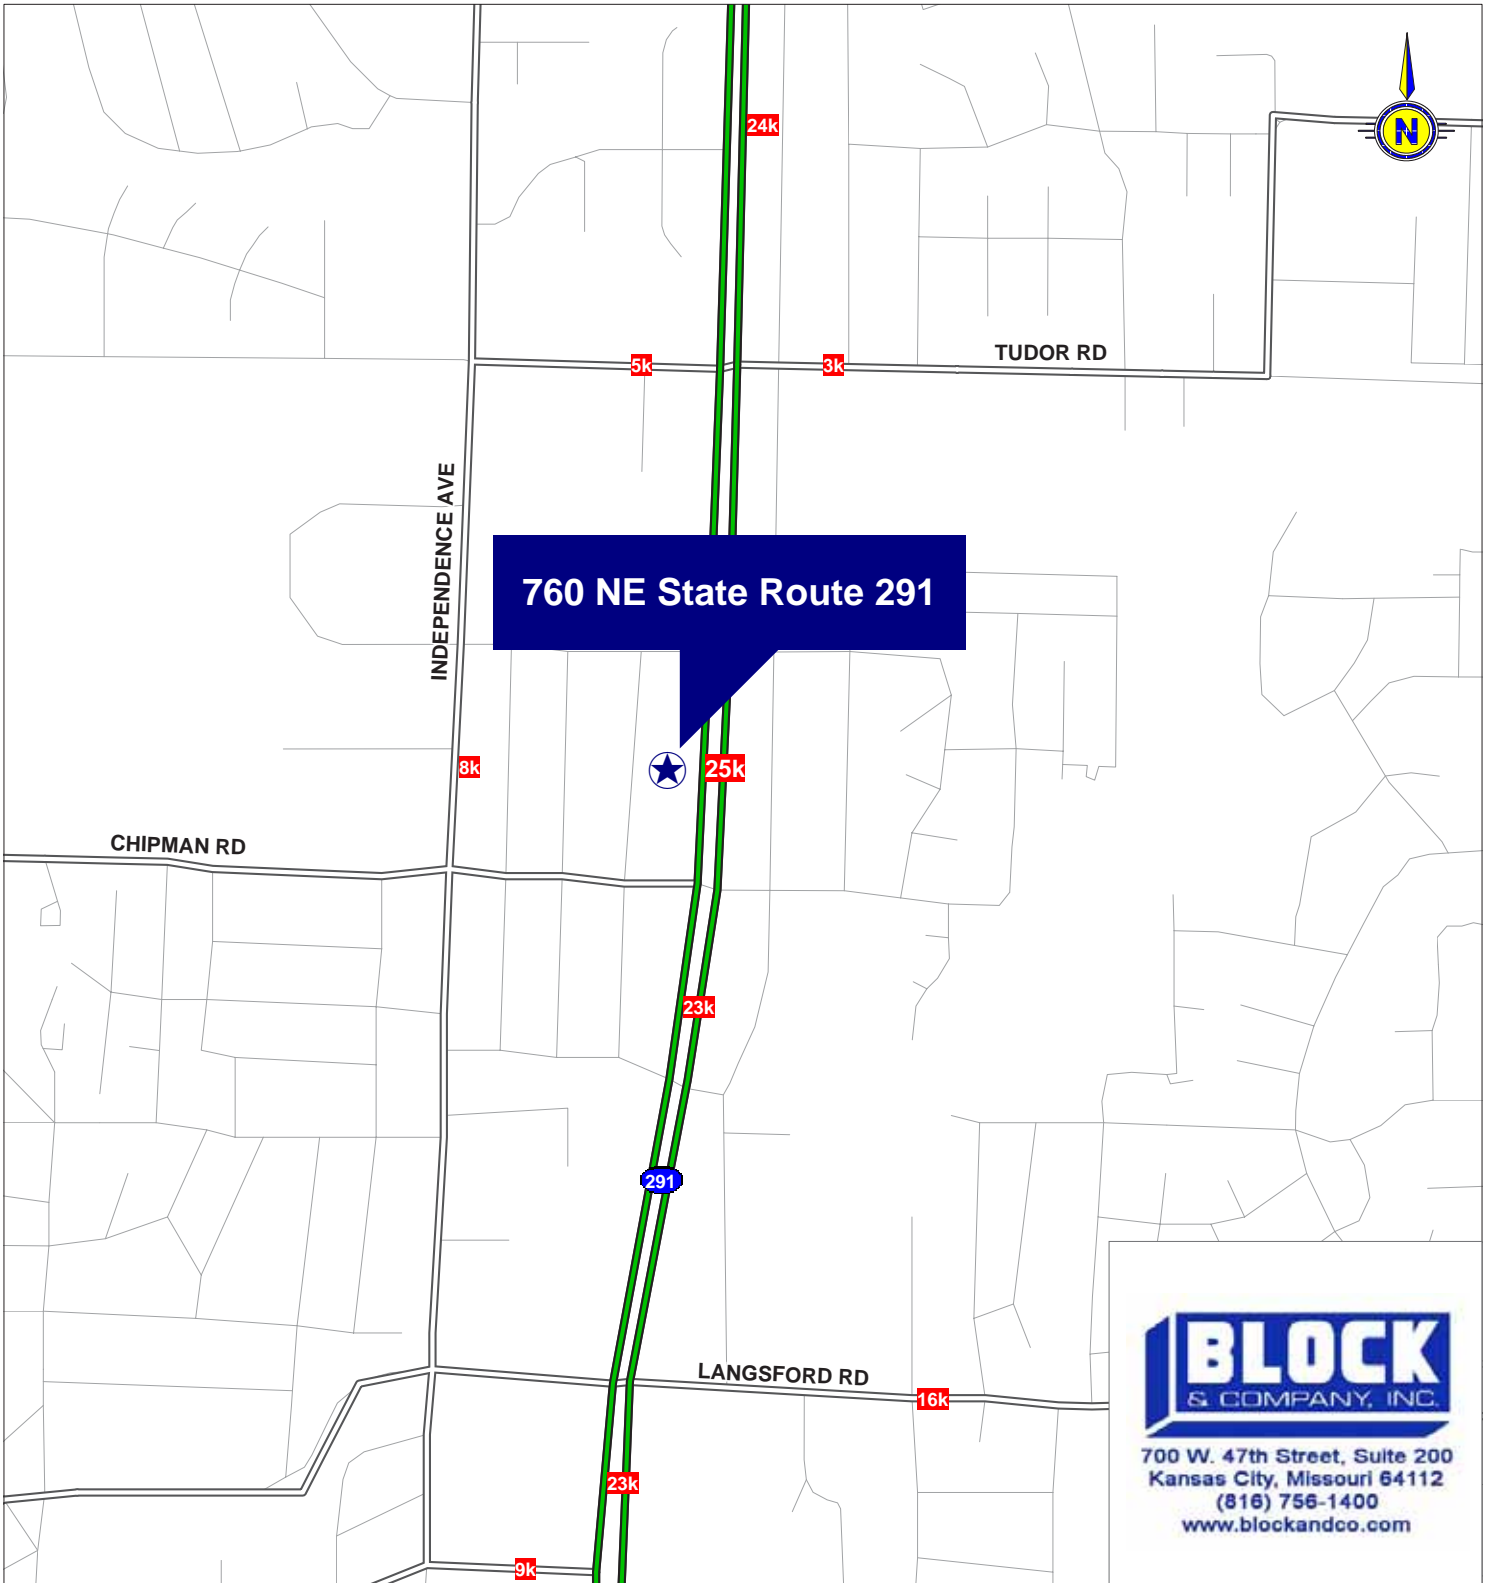 N
24k
TUDOR RD
5k
3k
INDEPENDENCE AVE
760 NE State Route 291
8k
25k
CHIPMAN RD
23k
291
LANGSFORD RD
16k
23k
9k
BLOCK
& COMPANY, INC.
700 W. 47th Street, Suite 200
Kansas City, Missouri 64112
(816) 756-1400
www.blockandco.com